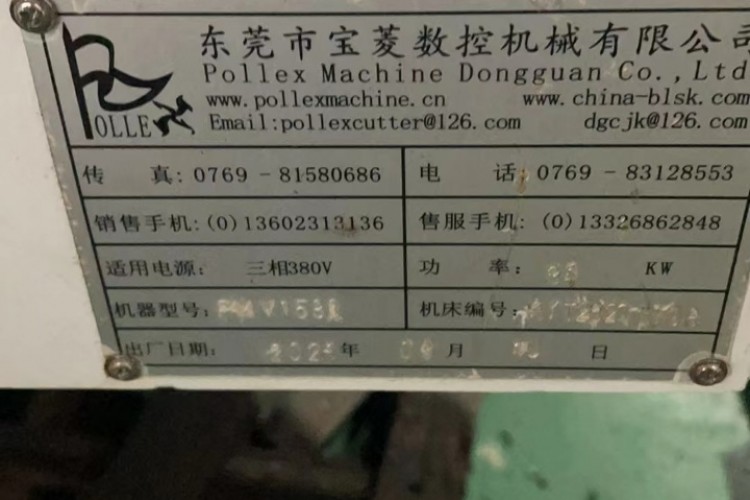 东莞市宝菱数控机械有限公司
Pollex Machine Dongguan Co.,Ltd
www.pollexmachine.cn www.china-blsk.com
OLLEX Email:pollexcutter@126.com dgcjk@126.com
传 真: 0769 - 81580686 电 话: 0769 - 83128553
销售手机:(0)13602313136 售服手机: (0)13326862848
适用电源: 三相380V 功 率: KW
机器型号: 机床编号:
出厂日期: 年 月 日